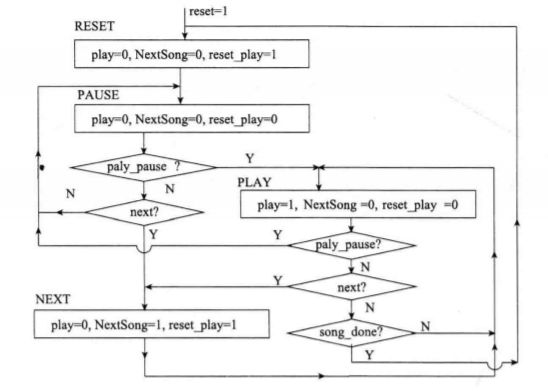 reset=1
RESET
play=0, NextSong=0, reset_play=1
PAUSE
play=0, NextSong=0, reset_play=0
paly_pause ?
Y
N
N
PLAY
next?
play=1, NextSong =0, reset_play =0
Y
Y
paly_pause?
N
Y
next?
NEXT
N
play=0, NextSong=1, reset_play=1
song_done?
N
Y